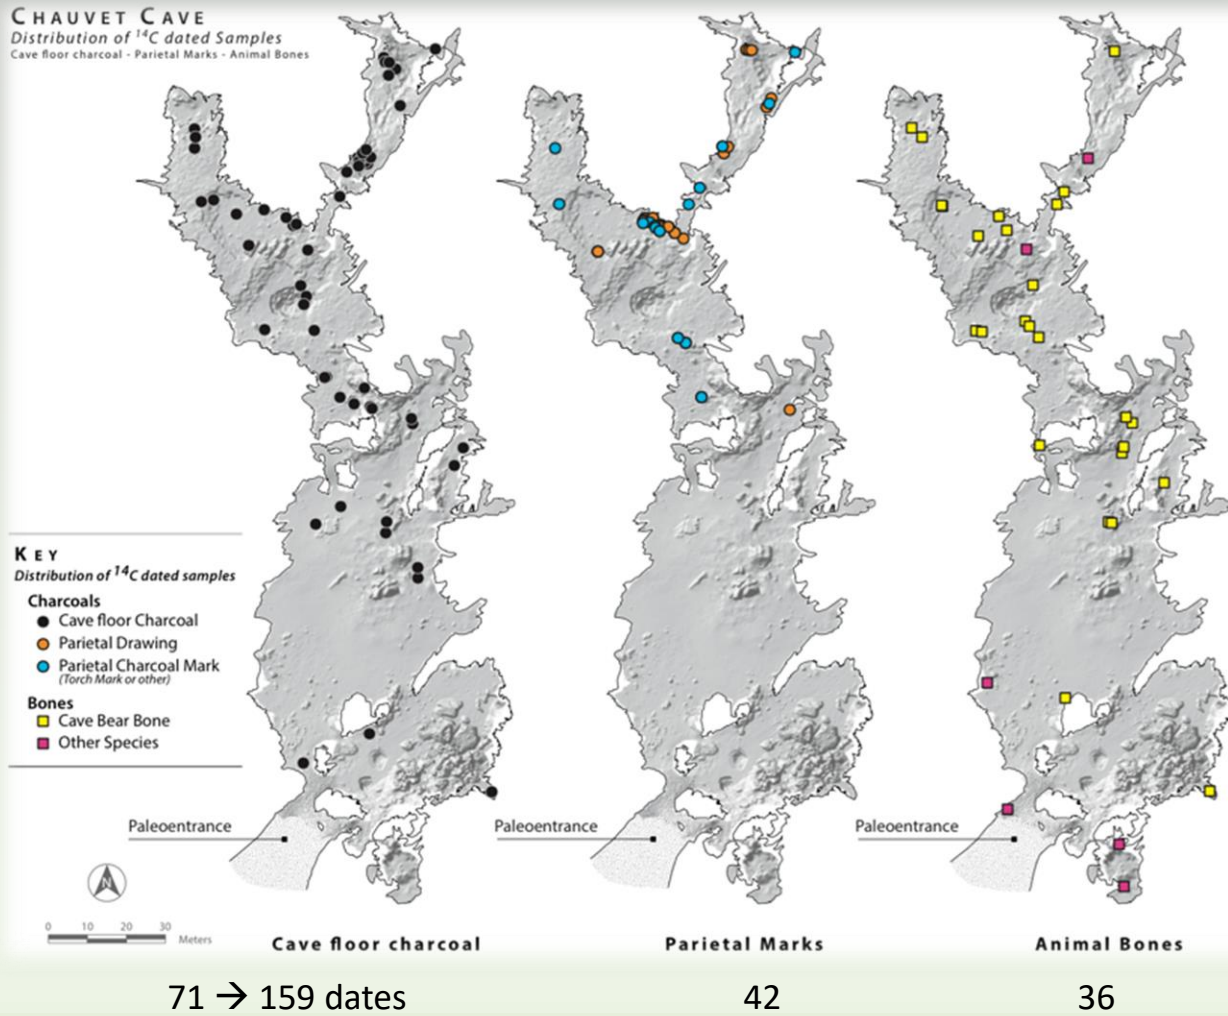 CHAUVET CAVE
Distribution of 14C dated Samples
Cave floor charcoal - Parietal Marks - Animal Bones
KEY
Distribution of 14C dated samples
Charcoals
Cave floor Charcoal
Parietal Drawing
Parietal Charcoal Mark
(Torch Mark or other)
Bones
Cave Bear Bone
Other Species
Paleoentrance
Paleoentrance
Paleoentrance
N
0 10 20 30
Meters
Cave floor charcoal
Parietal Marks
Animal Bones
71 → 159 dates
42
36